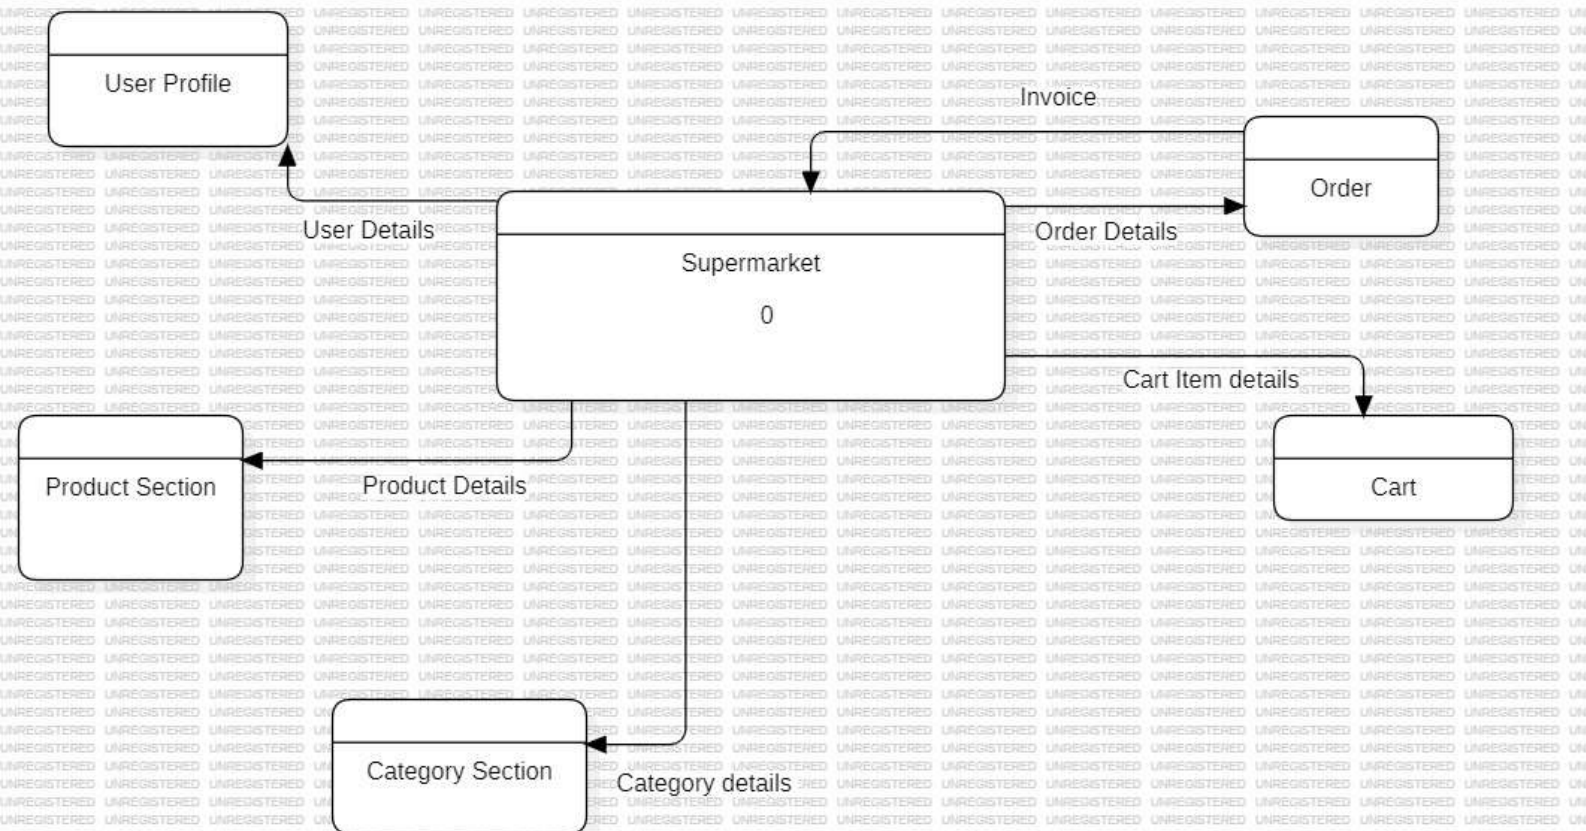 User Profile
Invoice
Order
User Details
Order Details
Supermarket
0
Cart Item details
Product Section
Product Details
Cart
Category Section
Category details
UNREGISTERED